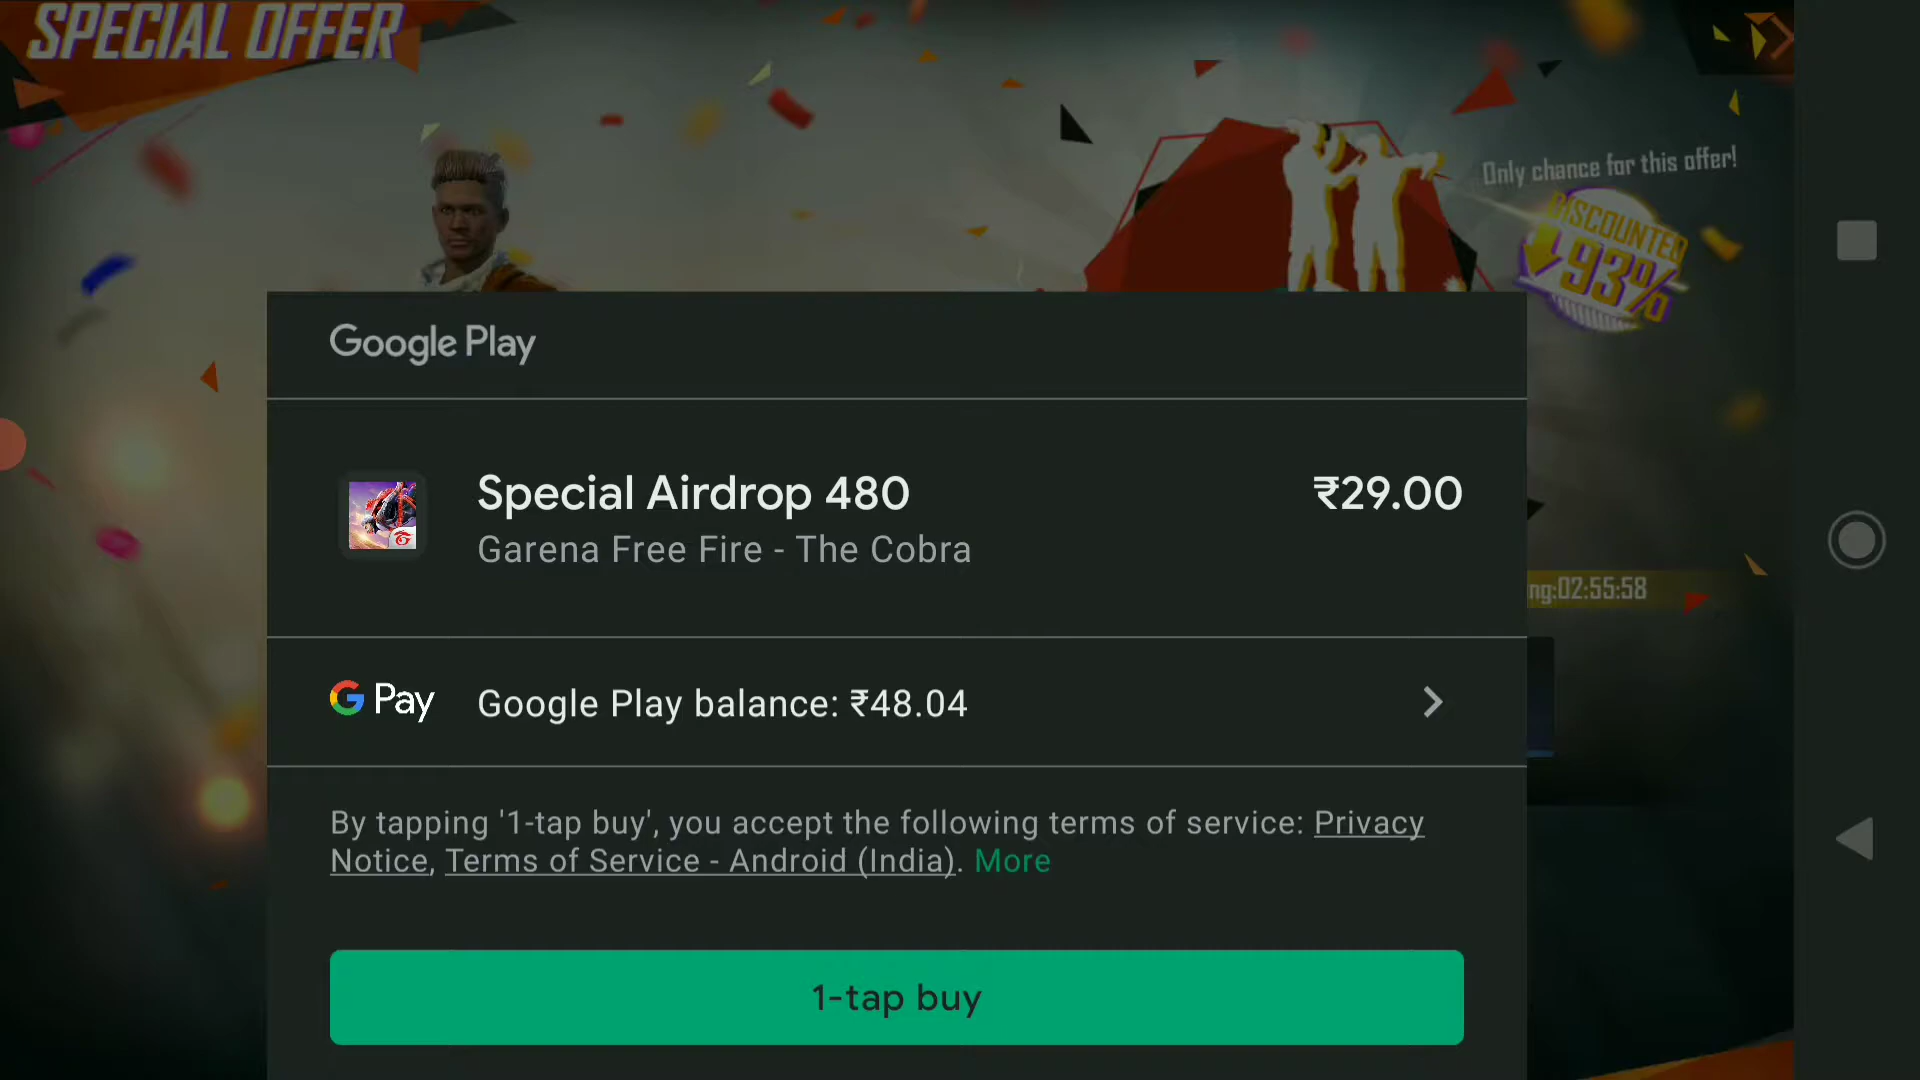 SPECIAL OFFER
Only chance for this offer!
DISCOUNTED
93%
Google Play
Special Airdrop 480
₹29.00
Garena Free Fire - The Cobra
ng:02:55:58
G Pay
Google Play balance: ₹48.04
By tapping '1-tap buy', you accept the following terms of service: Privacy
Notice, Terms of Service - Android (India). More
1-tap buy